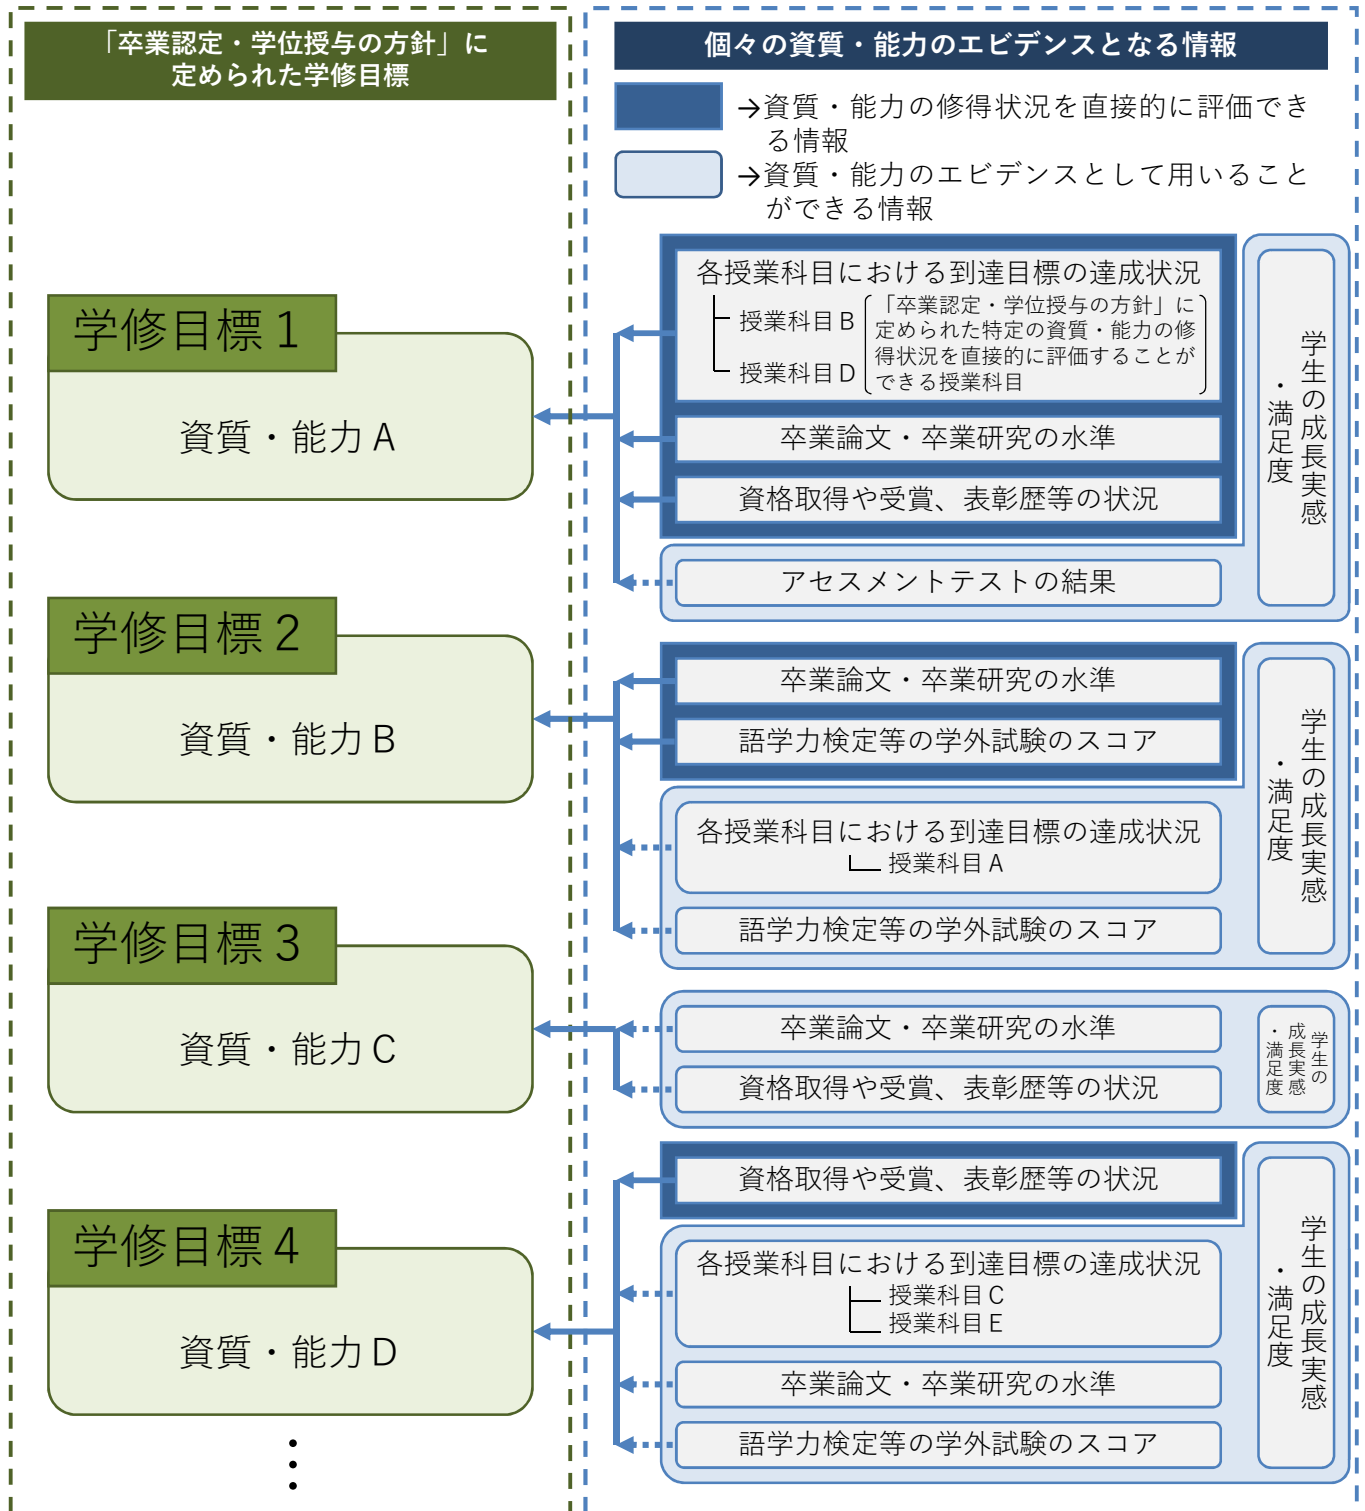 「卒業認定・学位授与の方針」に
定められた学修目標
学修目標１
資質・能力Ａ
学修目標２
資質・能力Ｂ
学修目標３
資質・能力Ｃ
学修目標４
資質・能力Ｄ
個々の資質・能力のエビデンスとなる情報
→資質・能力の修得状況を直接的に評価でき
る情報
→資質・能力のエビデンスとして用いること
ができる情報
各授業科目における到達目標の達成状況
授業科目Ｂ
授業科目Ｄ
「卒業認定・学位授与の方針」に
定められた特定の資質・能力の修
得状況を直接的に評価することが
できる授業科目
卒業論文・卒業研究の水準
資格取得や受賞、表彰歴等の状況
アセスメントテストの結果
学生の成長実感
・満足度
卒業論文・卒業研究の水準
語学力検定等の学外試験のスコア
各授業科目における到達目標の達成状況
授業科目Ａ
語学力検定等の学外試験のスコア
学生の成長実感
・満足度
卒業論文・卒業研究の水準
資格取得や受賞、表彰歴等の状況
学生の
成長実感
・満足度
資格取得や受賞、表彰歴等の状況
各授業科目における到達目標の達成状況
授業科目Ｃ
授業科目Ｅ
卒業論文・卒業研究の水準
語学力検定等の学外試験のスコア
学生の成長実感
・満足度